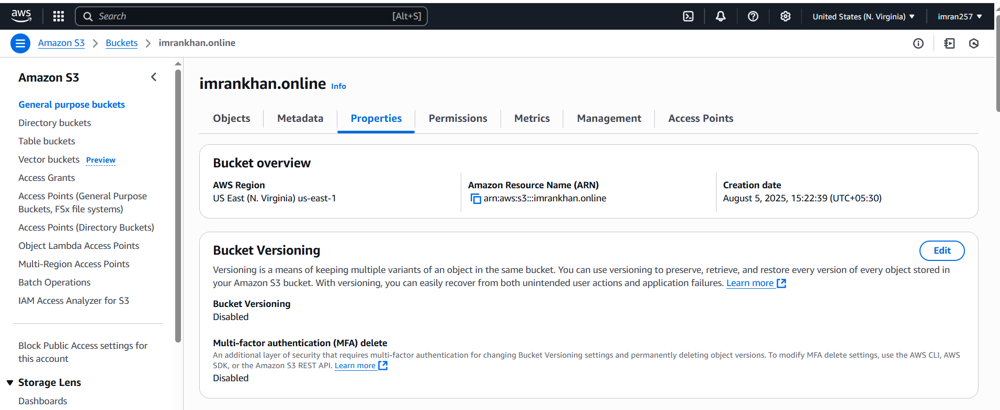 aws
Search [Alt+S]
United States (N. Virginia)
imran257
Amazon S3
Buckets
imrankhan.online
Amazon S3
General purpose buckets
Directory buckets
Table buckets
Vector buckets Preview
Access Grants
Access Points (General Purpose
Buckets, FSx file systems)
Access Points (Directory Buckets)
Object Lambda Access Points
Multi-Region Access Points
Batch Operations
IAM Access Analyzer for S3
Block Public Access settings for
this account
Storage Lens
Dashboards
imrankhan.online Info
Objects
Metadata
Properties
Permissions
Metrics
Management
Access Points
Bucket overview
AWS Region
US East (N. Virginia) us-east-1
Amazon Resource Name (ARN)
arn:aws:s3:::imrankhan.online
Creation date
August 5, 2025, 15:22:39 (UTC+05:30)
Bucket Versioning
Edit
Versioning is a means of keeping multiple variants of an object in the same bucket. You can use versioning to preserve, retrieve, and restore every version of every object stored in
your Amazon S3 bucket. With versioning, you can easily recover from both unintended user actions and application failures. Learn more
Bucket Versioning
Disabled
Multi-factor authentication (MFA) delete
An additional layer of security that requires multi-factor authentication for changing Bucket Versioning settings and permanently deleting object versions. To modify MFA delete settings, use the AWS CLI, AWS
SDK, or the Amazon S3 REST API. Learn more
Disabled